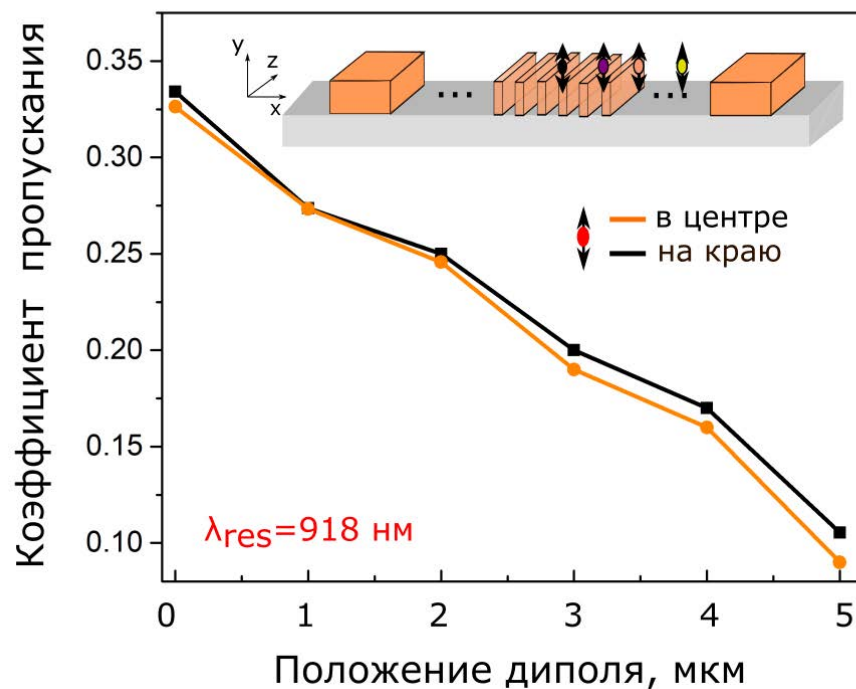 Коэффициент пропускания
0.35
0.30
0.25
0.20
0.15
0.10
y
z
x
...
...
в центре
на краю
λres=918 нм
0 1 2 3 4 5
Положение диполя, мкм